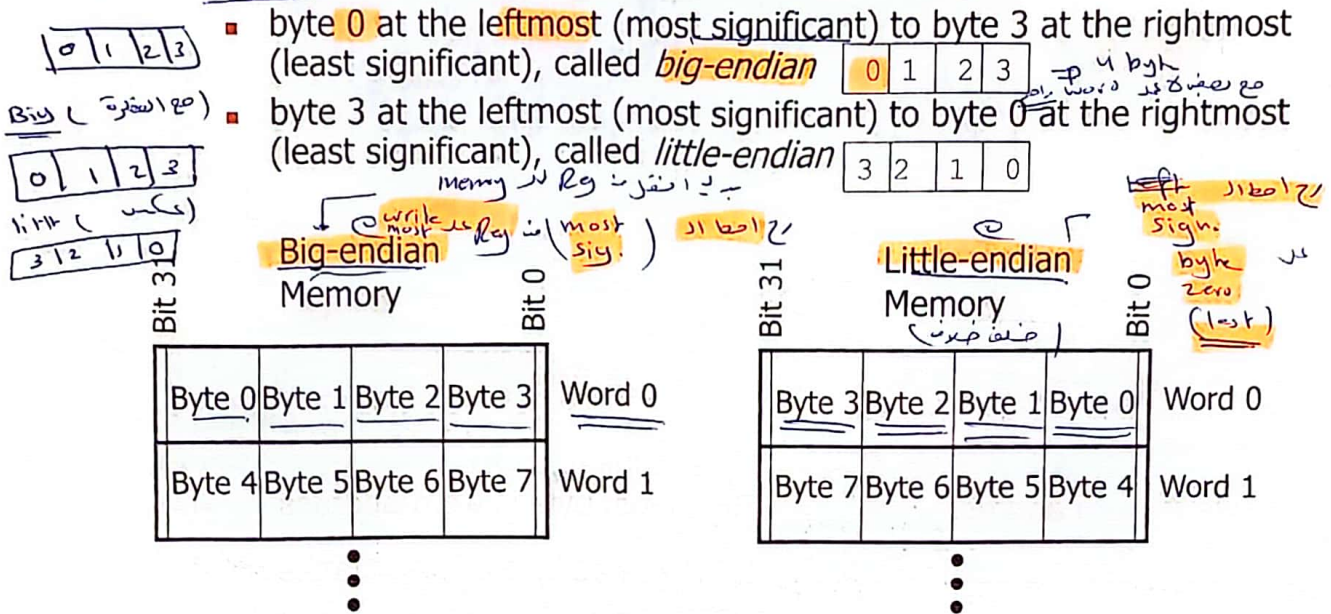 byte 0 at the leftmost (most significant) to byte 3 at the rightmost
(least significant), called big-endian 0 1 2 3
0 1 2 3
4 byte
word
byte 3 at the leftmost (most significant) to byte 0 at the rightmost
(least significant), called little-endian 3 2 1 0
Big (مع
0 1 2 3
3 2 1 0
Memory Reg
write
most Reg (most
sig.)
Big-endian
Memory
Bit 31
Bit 0
Byte 0 Byte 1 Byte 2 Byte 3 Word 0
Byte 4 Byte 5 Byte 6 Byte 7 Word 1
most
sign.
byte
zero
(last)
Little-endian
Memory
Bit 31
Bit 0
Byte 3 Byte 2 Byte 1 Byte 0 Word 0
Byte 7 Byte 6 Byte 5 Byte 4 Word 1